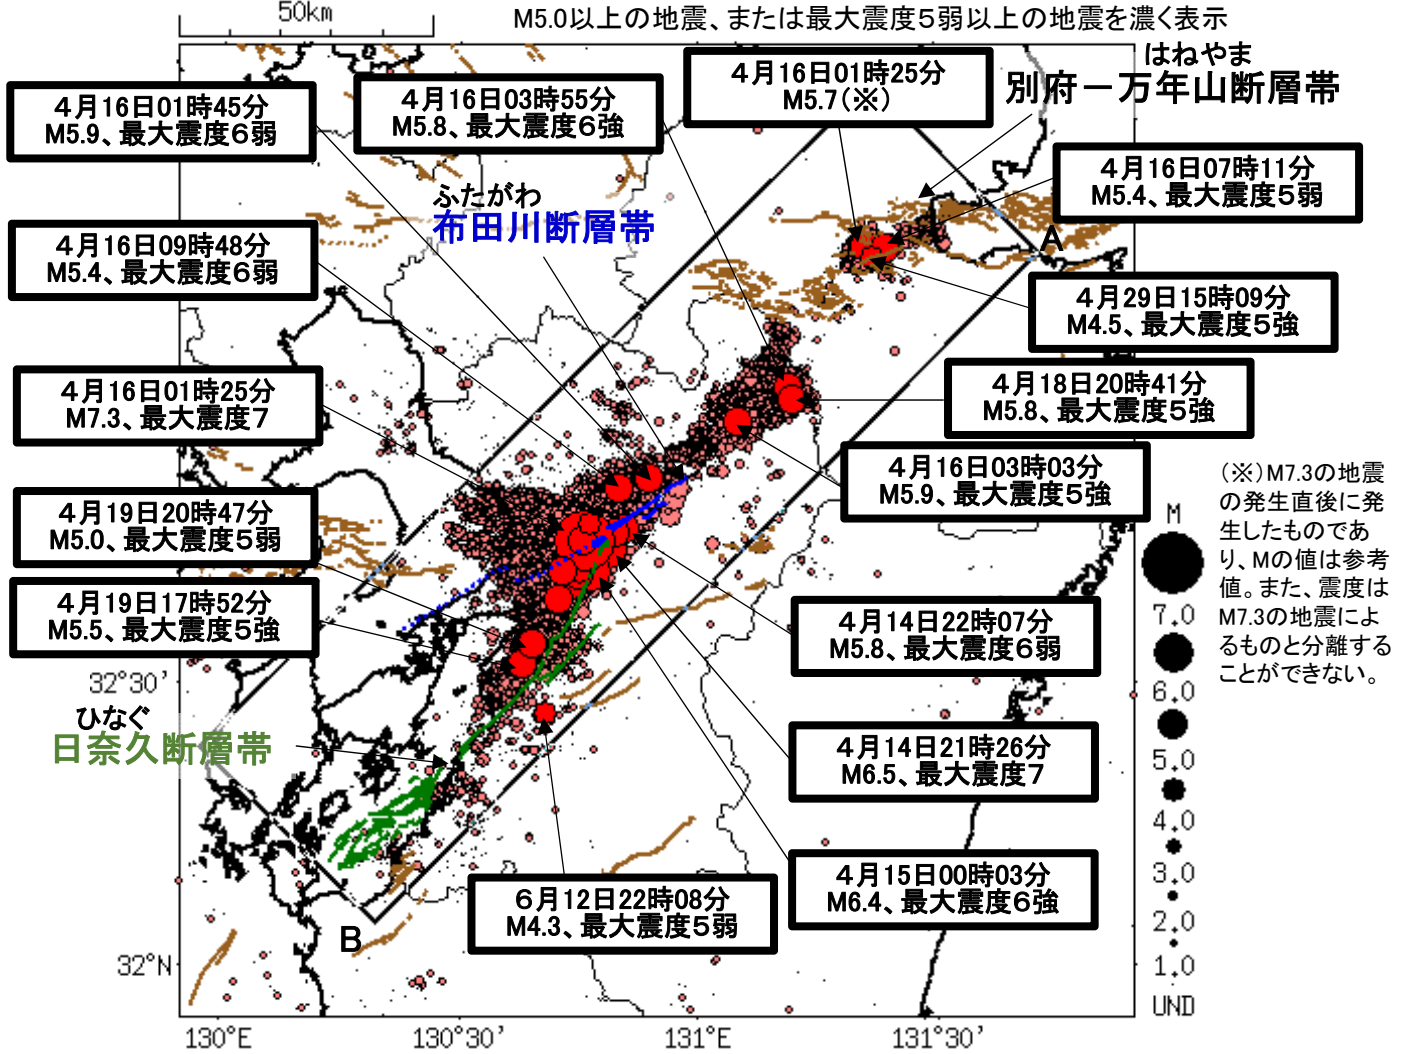 50km
M5.0以上の地震、または最大震度５弱以上の地震を濃く表示
４月16日01時45分
M5.9、最大震度６弱
４月16日03時55分
M5.8、最大震度６強
４月16日01時25分
M5.7（※）
はねやま
別府－万年山断層帯
４月16日07時11分
M5.4、最大震度５弱
ふたがわ
布田川断層帯
４月16日09時48分
M5.4、最大震度６弱
A
４月29日15時09分
M4.5、最大震度５強
４月16日01時25分
M7.3、最大震度７
４月18日20時41分
M5.8、最大震度５強
４月16日03時03分
M5.9、最大震度５強
４月19日20時47分
M5.0、最大震度５弱
４月19日17時52分
M5.5、最大震度５強
４月14日22時07分
M5.8、最大震度６弱
32°30'
ひなぐ
日奈久断層帯
４月14日21時26分
M6.5、最大震度７
４月15日00時03分
M6.4、最大震度６強
６月12日22時08分
M4.3、最大震度５弱
B
32°N
130°E
130°30'
131°E
131°30'
（※）M7.3の地震
の発生直後に発
生したものであ
り、Mの値は参考
値。また、震度は
M7.3の地震によ
るものと分離する
ことができない。
M
7.0
6.0
5.0
4.0
3.0
2.0
1.0
UND